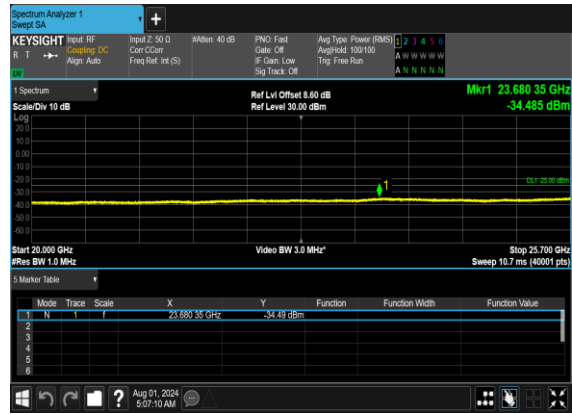 Spectrum Analyzer 1
Swept SA
KEYSIGHT Input: RF Input Z: 50 Ω #Atten: 40 dB PNO: Fast Avg Type: Power (RMS) 1 2 3 4 5 6
R T Coupling: DC Corr CCorr Gate: Off Avg|Hold: 100/100 A W W W W W
Align: Auto Freq Ref: Int (S) IF Gain: Low Trig: Free Run A N N N N N
Sig Track: Off
1 Spectrum Ref Lvl Offset 8.60 dB Mkr1 23.680 35 GHz
Scale/Div 10 dB Ref Level 30.00 dBm -34.485 dBm
Log
20.0
10.0
0.00
-10.0
-20.0
1
DL1 -25.00 dBm
-30.0
-40.0
-50.0
-60.0
Start 20.000 GHz Video BW 3.0 MHz* Stop 25.700 GHz
#Res BW 1.0 MHz Sweep 10.7 ms (40001 pts)
5 Marker Table
Mode Trace Scale X Y Function Function Width Function Value
1 N 1 f 23.680 35 GHz -34.49 dBm
2
3
4
5
6
? Aug 01, 2024
5:07:10 AM